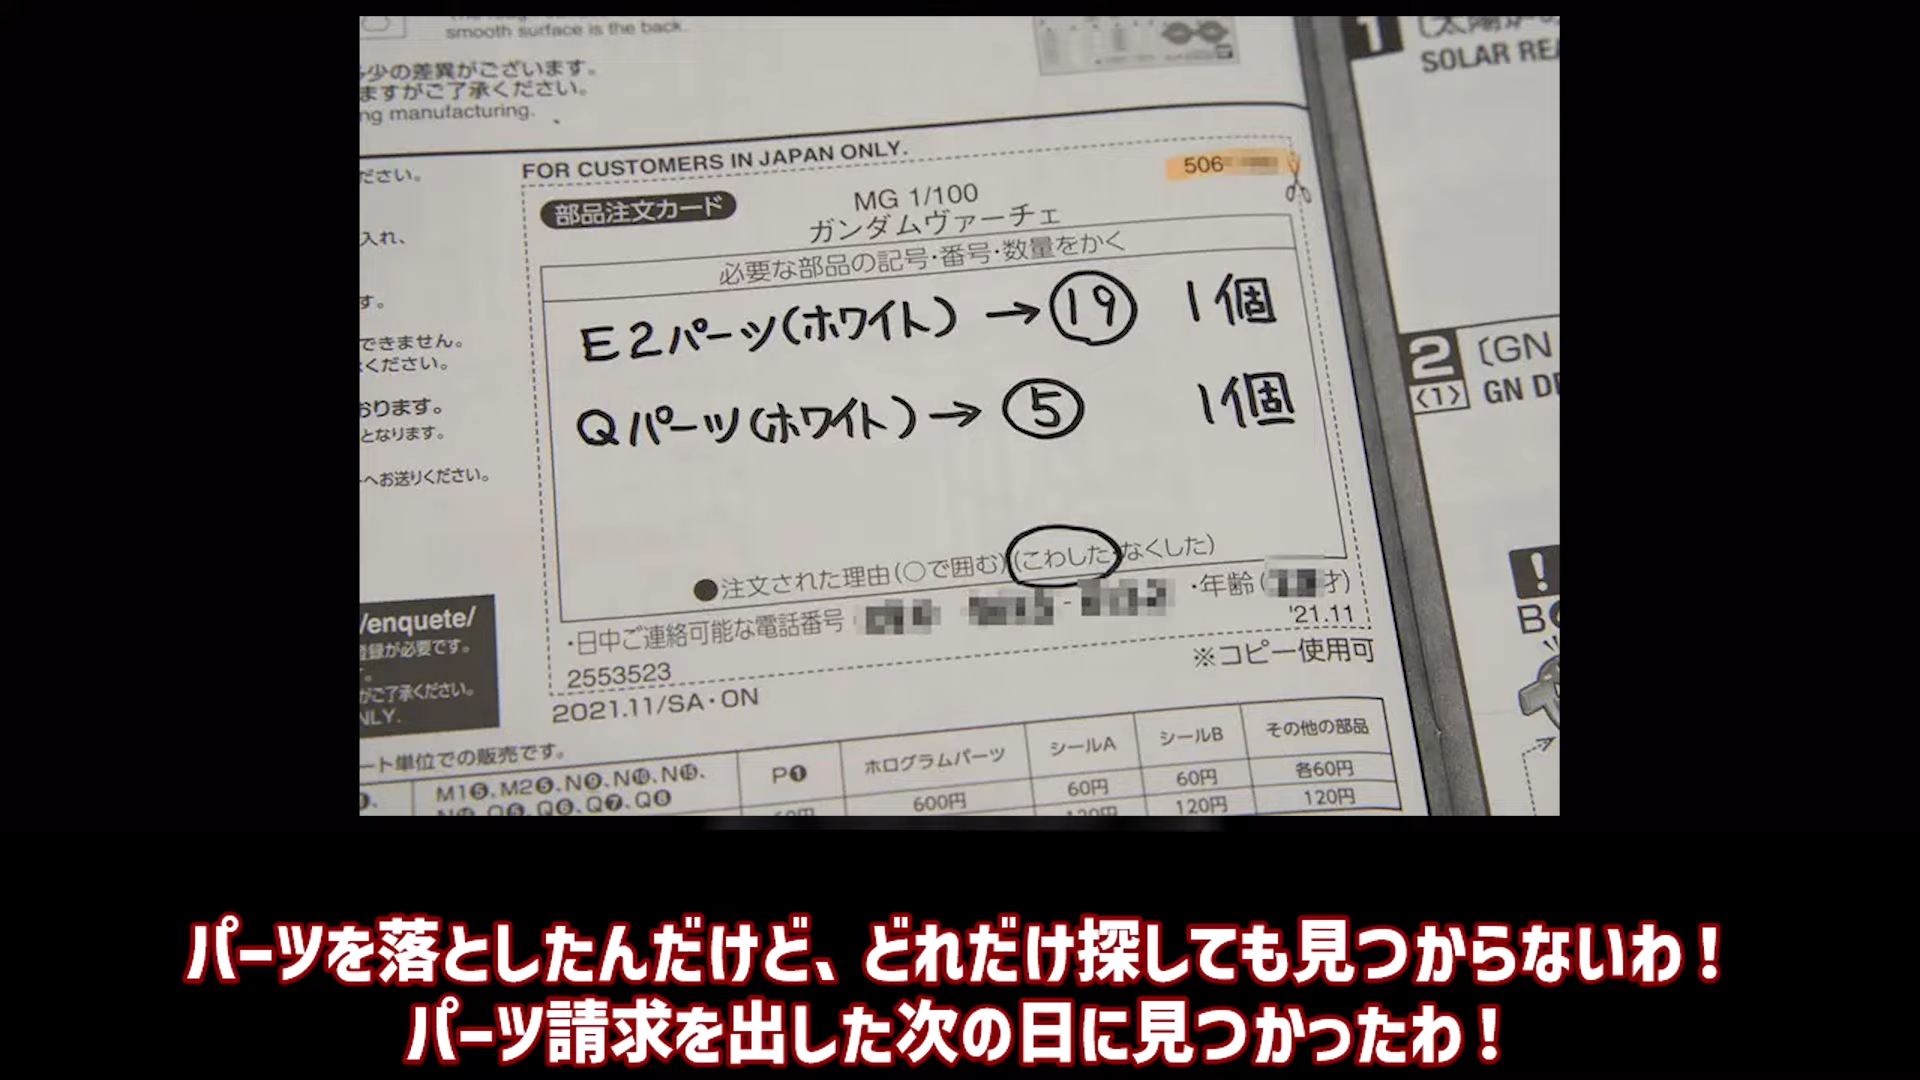 smooth surface is the back.
少の差異がございます。
ますがご了承ください。
ng manufacturing.
SOLAR REA
FOR CUSTOMERS IN JAPAN ONLY.
ださい。
部品注文カード
MG 1/100
506
ガンダムヴァーチェ
入れ、
必要な部品の記号・番号・数量をかく
E2パーツ(ホワイト) → ⑲ 1個
す。
できません。
ください。
Qパーツ(ホワイト) → ⑤ 1個
2 〔GN
〈1〉 GN DE
おります。
となります。
へお送りください。
●注文された理由(○で囲む)(こわした・なくした)
・日中ご連絡可能な電話番号
・年齢( 才)
'21.11
2553523
※コピー使用可
2021.11/SA・ON
/enquete/
登録が必要です。
がご了承ください。
NLY.
ート単位での販売です。
M1❺、M2❺、N❾、N❿、N⓯、
P❶ ホログラムパーツ シールA シールB その他の部品
Q❻、Q❼、Q❽
600円 60円 60円 各60円
120円 120円 120円
パーツを落としたんだけど、どれだけ探しても見つからないわ！
パーツ請求を出した次の日に見つかったわ！